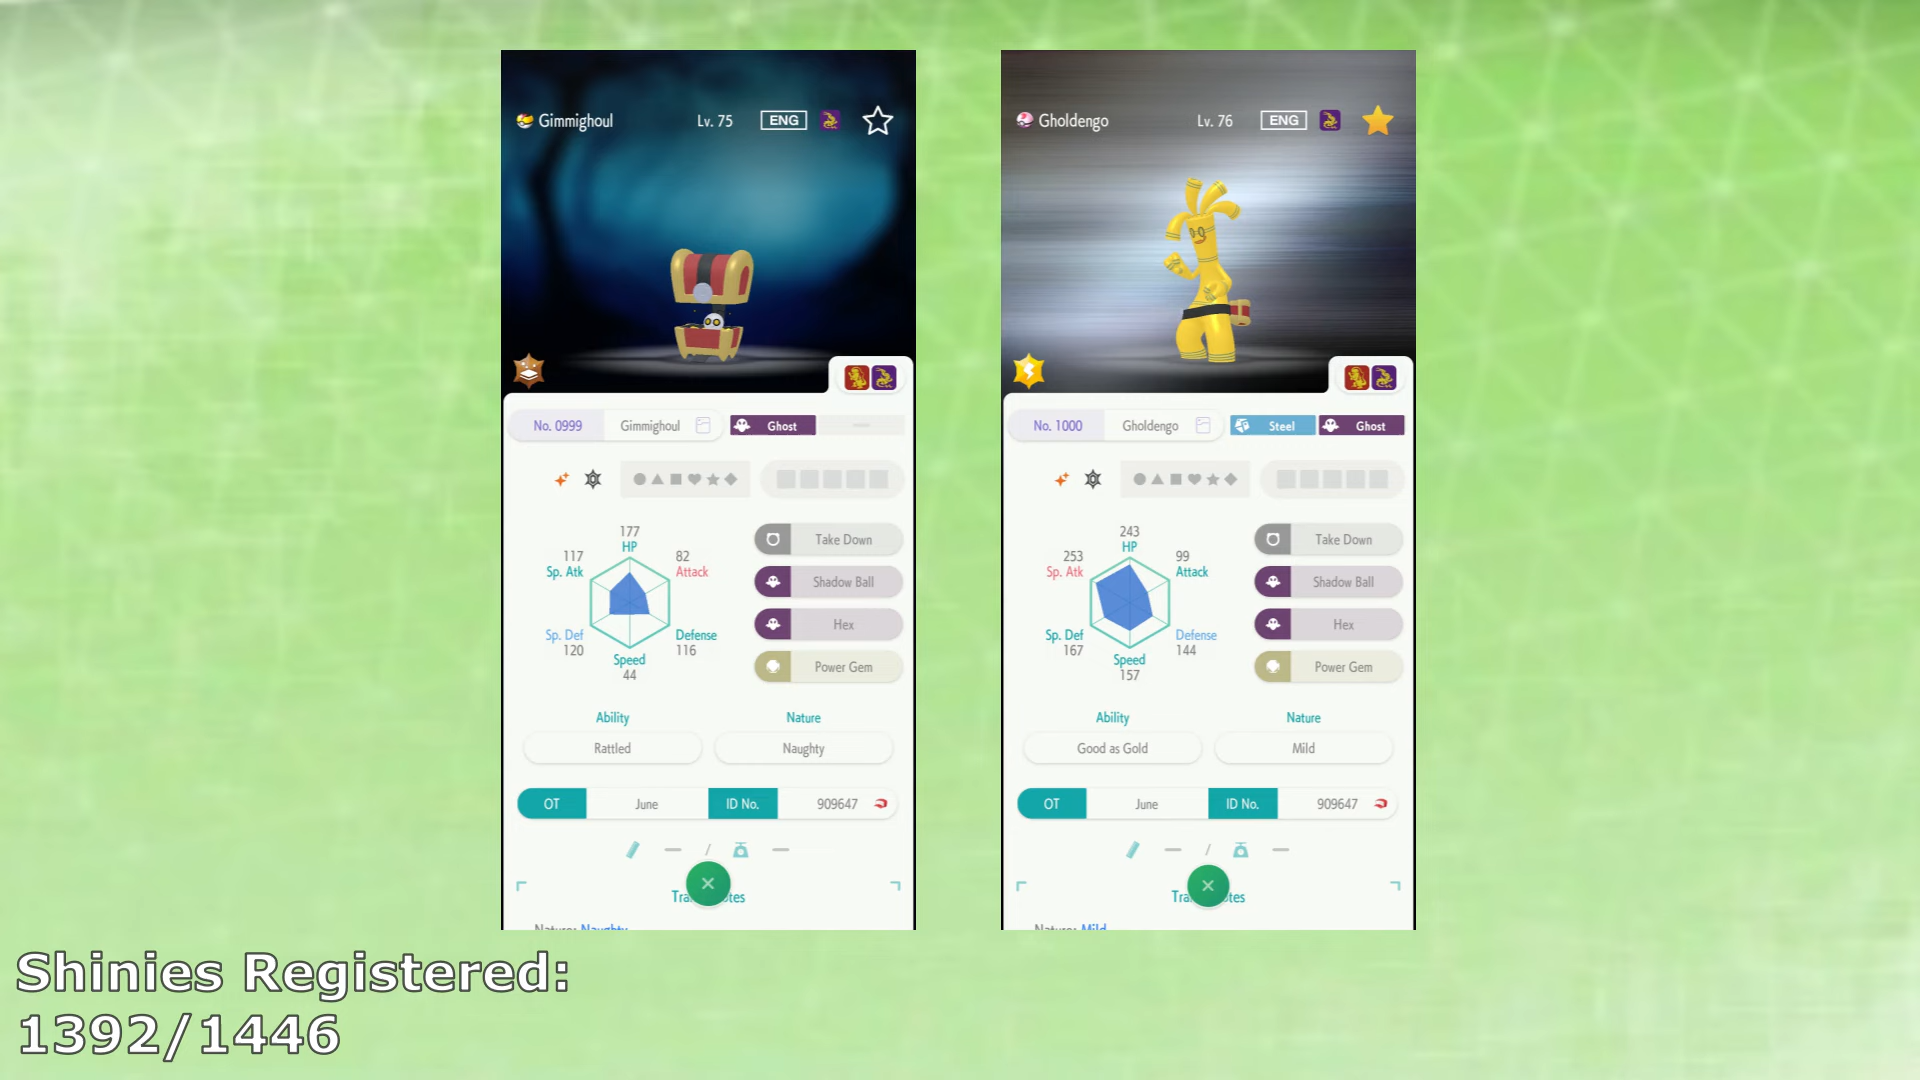 Gimmighoul Lv. 75 ENG
No. 0999 Gimmighoul Ghost
177
HP
117 82
Sp. Atk Attack
Sp. Def Defense
120 116
Speed
44
Take Down
Shadow Ball
Hex
Power Gem
Ability Nature
Rattled Naughty
OT June ID No. 909647
/
Nature: Naughty
Gholdengo Lv. 76 ENG
No. 1000 Gholdengo Steel Ghost
243
HP
253 99
Sp. Atk Attack
Sp. Def Defense
167 144
Speed
157
Take Down
Shadow Ball
Hex
Power Gem
Ability Nature
Good as Gold Mild
OT June ID No. 909647
/
Nature: Mild
Shinies Registered:
1392/1446